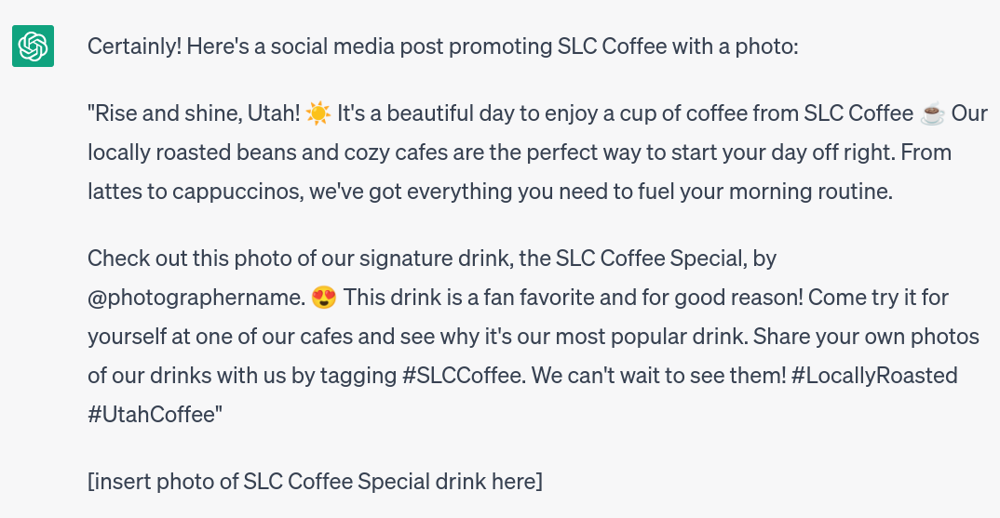 Certainly! Here's a social media post promoting SLC Coffee with a photo:
"Rise and shine, Utah! ☀️ It's a beautiful day to enjoy a cup of coffee from SLC Coffee ☕ Our
locally roasted beans and cozy cafes are the perfect way to start your day off right. From
lattes to cappuccinos, we've got everything you need to fuel your morning routine.
Check out this photo of our signature drink, the SLC Coffee Special, by
@photographername. 😍 This drink is a fan favorite and for good reason! Come try it for
yourself at one of our cafes and see why it's our most popular drink. Share your own photos
of our drinks with us by tagging #SLCCoffee. We can't wait to see them! #LocallyRoasted
#UtahCoffee"
[insert photo of SLC Coffee Special drink here]